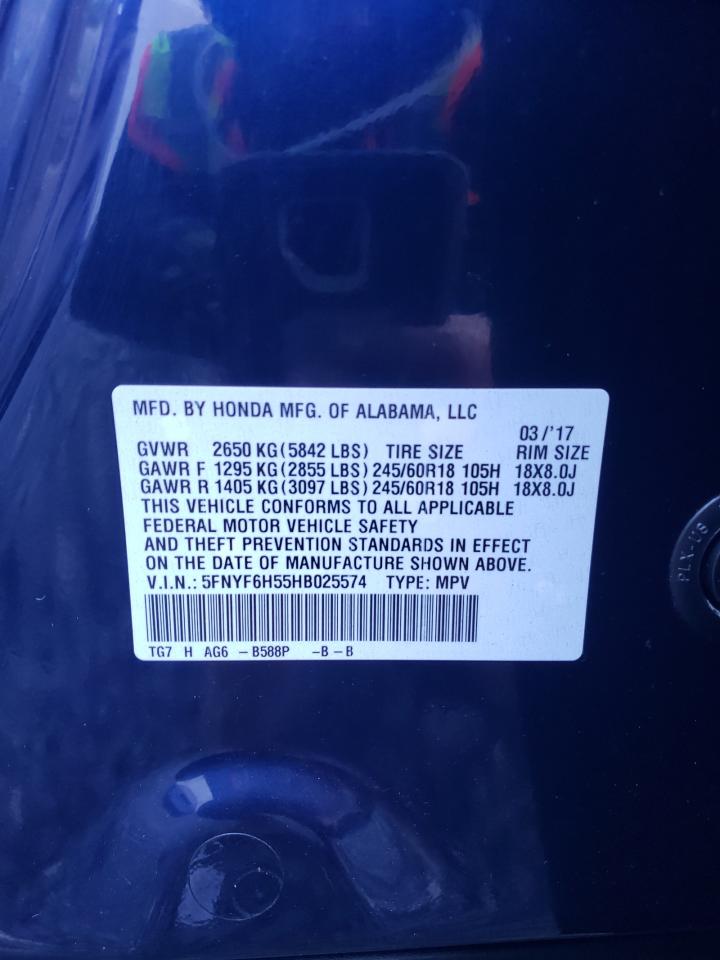 MFD. BY HONDA MFG. OF ALABAMA, LLC
03/'17
GVWR 2650 KG(5842 LBS) TIRE SIZE RIM SIZE
GAWR F 1295 KG(2855 LBS) 245/60R18 105H 18X8.0J
GAWR R 1405 KG(3097 LBS) 245/60R18 105H 18X8.0J
THIS VEHICLE CONFORMS TO ALL APPLICABLE
FEDERAL MOTOR VEHICLE SAFETY
AND THEFT PREVENTION STANDARDS IN EFFECT
ON THE DATE OF MANUFACTURE SHOWN ABOVE.
V.I.N.: 5FNYF6H55HB025574 TYPE: MPV
TG7 H AG6 -B588P -B-B
PLX-US